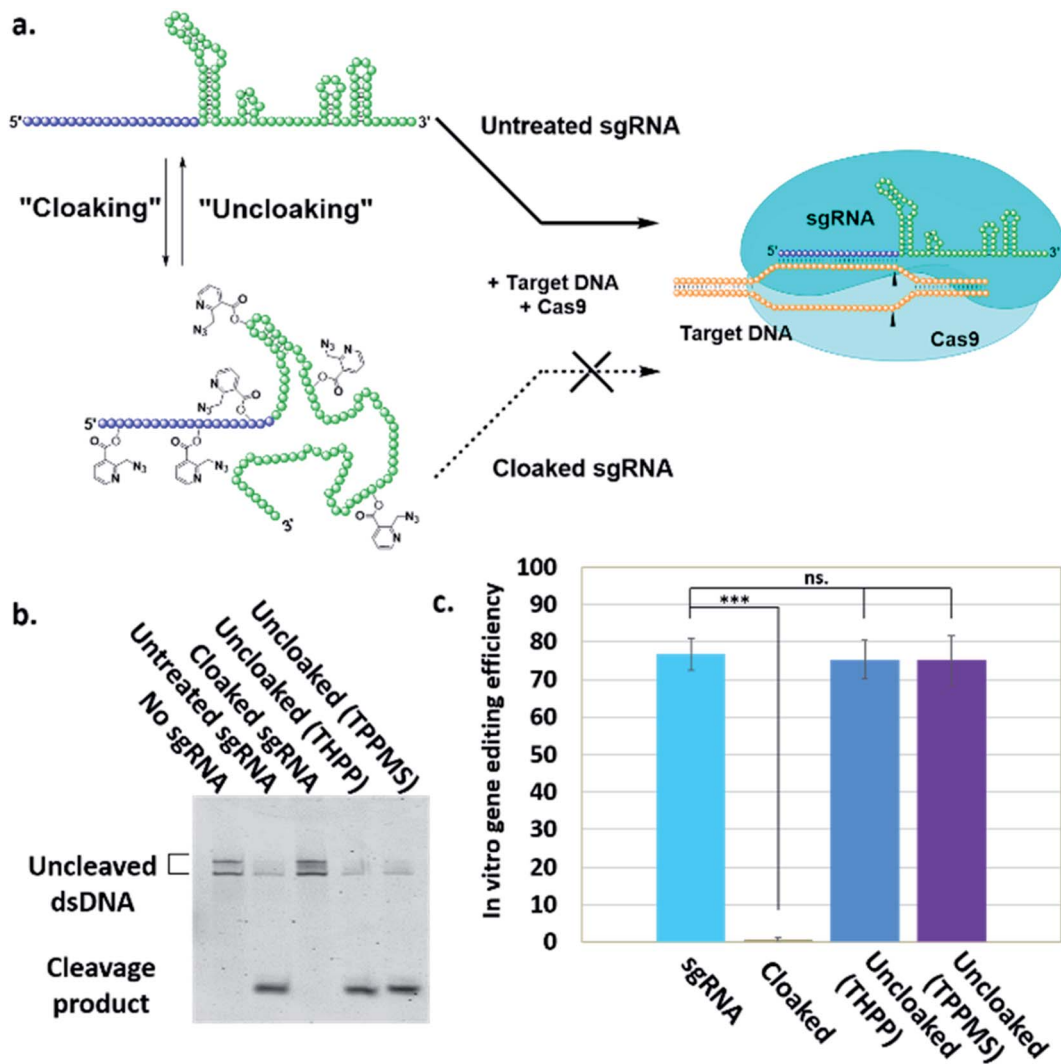 a.
5'
3'
Untreated sgRNA
"Cloaking"
"Uncloaking"
sgRNA
5'
3'
+ Target DNA
+ Cas9
Target DNA
Cas9
N
O
N3
O
N3
N
O
O
N
N3
O
O
5'
O
O
N3
N
O
O
N3
N
3'
O
O
N3
N
Cloaked sgRNA
b.
No sgRNA
Untreated sgRNA
Cloaked sgRNA
Uncloaked (THPP)
Uncloaked (TPPMS)
Uncleaved
dsDNA
Cleavage
product
c.
In vitro gene editing efficiency
100
90
80
70
60
50
40
30
20
10
0
ns.
***
sgRNA
Cloaked
Uncloaked
(THPP)
Uncloaked
(TPPMS)